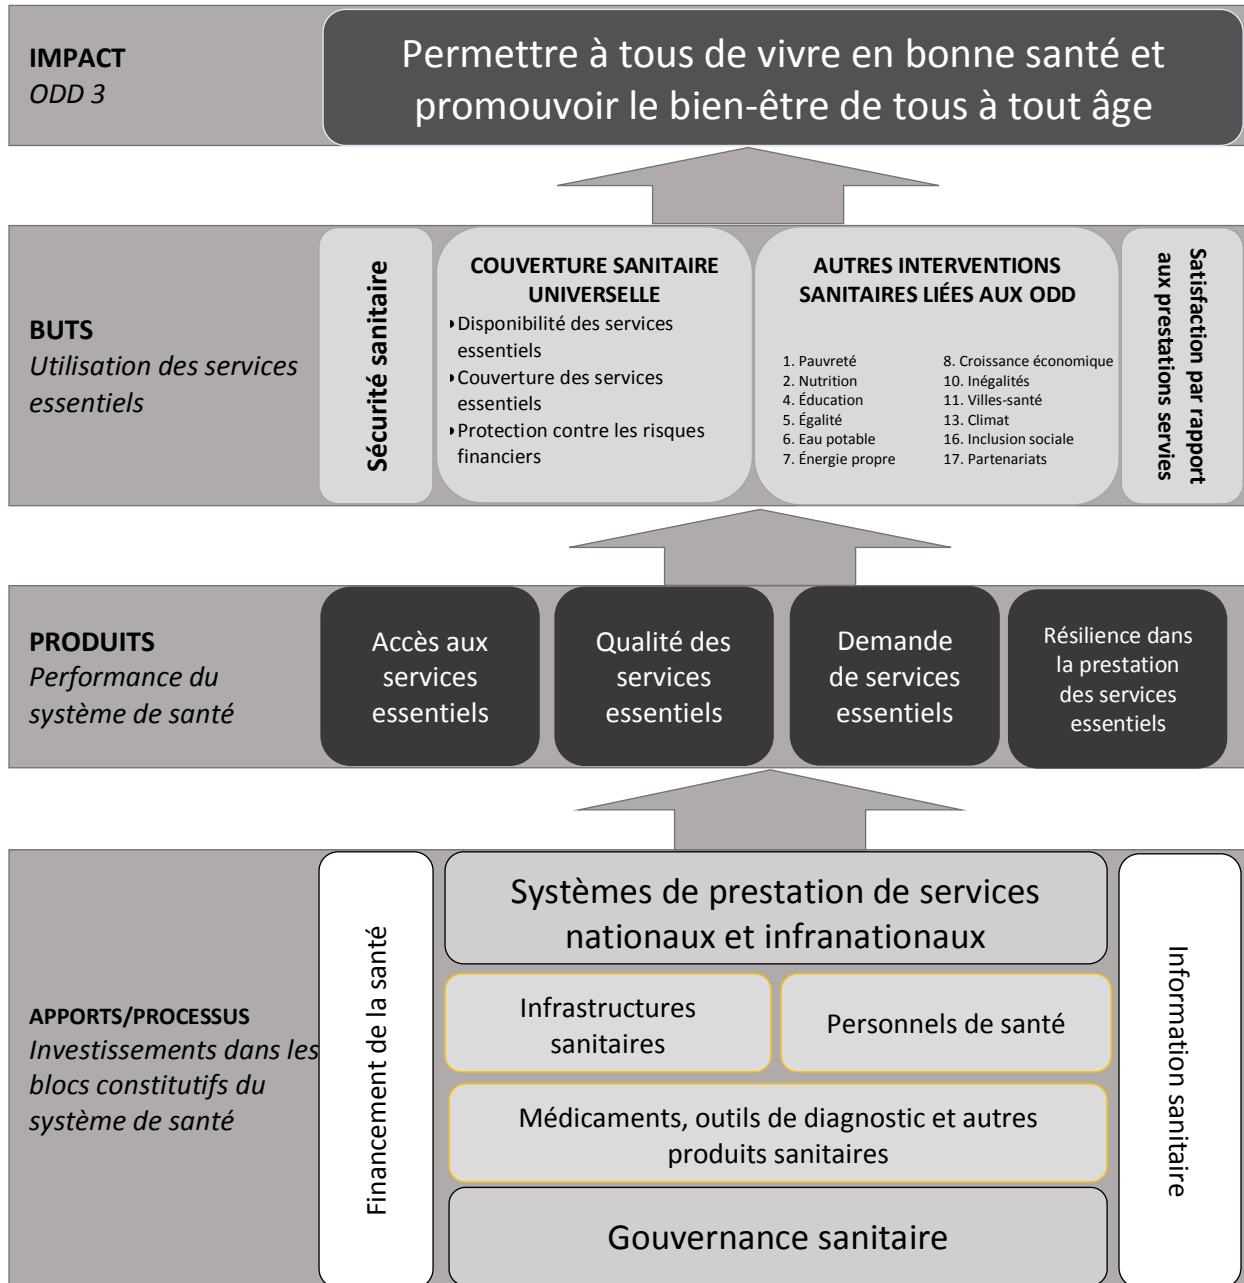 IMPACT
ODD 3
Permettre à tous de vivre en bonne santé et
promouvoir le bien-être de tous à tout âge
BUTS
Utilisation des services
essentiels
Sécurité sanitaire
COUVERTURE SANITAIRE
UNIVERSELLE
Disponibilité des services
essentiels
Couverture des services
essentiels
Protection contre les risques
financiers
AUTRES INTERVENTIONS
SANITAIRES LIÉES AUX ODD
1. Pauvreté
2. Nutrition
4. Éducation
5. Égalité
6. Eau potable
7. Énergie propre
8. Croissance économique
10. Inégalités
11. Villes-santé
13. Climat
16. Inclusion sociale
17. Partenariats
Satisfaction par rapport
aux prestations servies
PRODUITS
Performance du
système de santé
Accès aux
services
essentiels
Qualité des
services
essentiels
Demande
de services
essentiels
Résilience dans
la prestation
des services
essentiels
APPORTS/PROCESSUS
Investissements dans les
blocs constitutifs du
système de santé
Financement de la santé
Systèmes de prestation de services
nationaux et infranationaux
Infrastructures
sanitaires
Personnels de santé
Médicaments, outils de diagnostic et autres
produits sanitaires
Gouvernance sanitaire
Information sanitaire